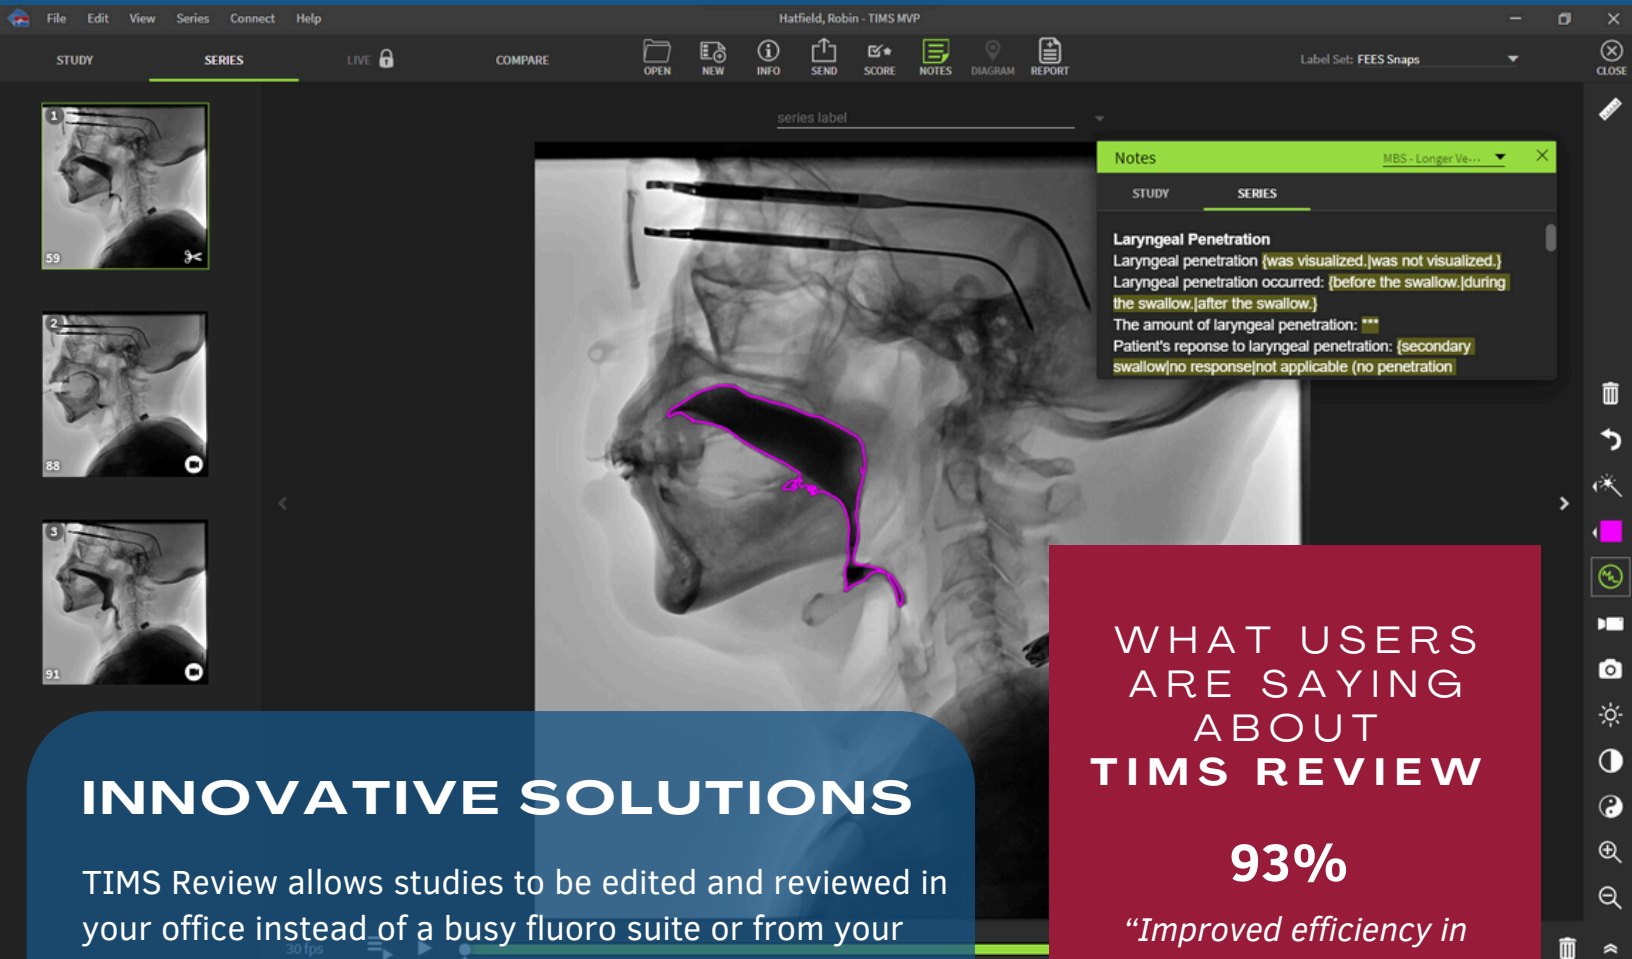 File Edit View Series Connect Help
Hatfield, Robin - TIMS MVP
STUDY SERIES LIVE COMPARE
OPEN NEW INFO SEND SCORE NOTES DIAGRAM REPORT
Label Set: FEES Snaps
CLOSE
1
59
2
88
3
91
series label
Notes
MBS - Longer Ve...
STUDY SERIES
Laryngeal Penetration
Laryngeal penetration {was visualized.|was not visualized.}
Laryngeal penetration occurred: {before the swallow.|during
the swallow.|after the swallow.}
The amount of laryngeal penetration: ***
Patient's reponse to laryngeal penetration: {secondary
swallow|no response|not applicable (no penetration
INNOVATIVE SOLUTIONS
TIMS Review allows studies to be edited and reviewed in
your office instead of a busy fluoro suite or from your
30 fps
WHAT USERS
ARE SAYING
ABOUT
TIMS REVIEW
93%
“Improved efficiency in